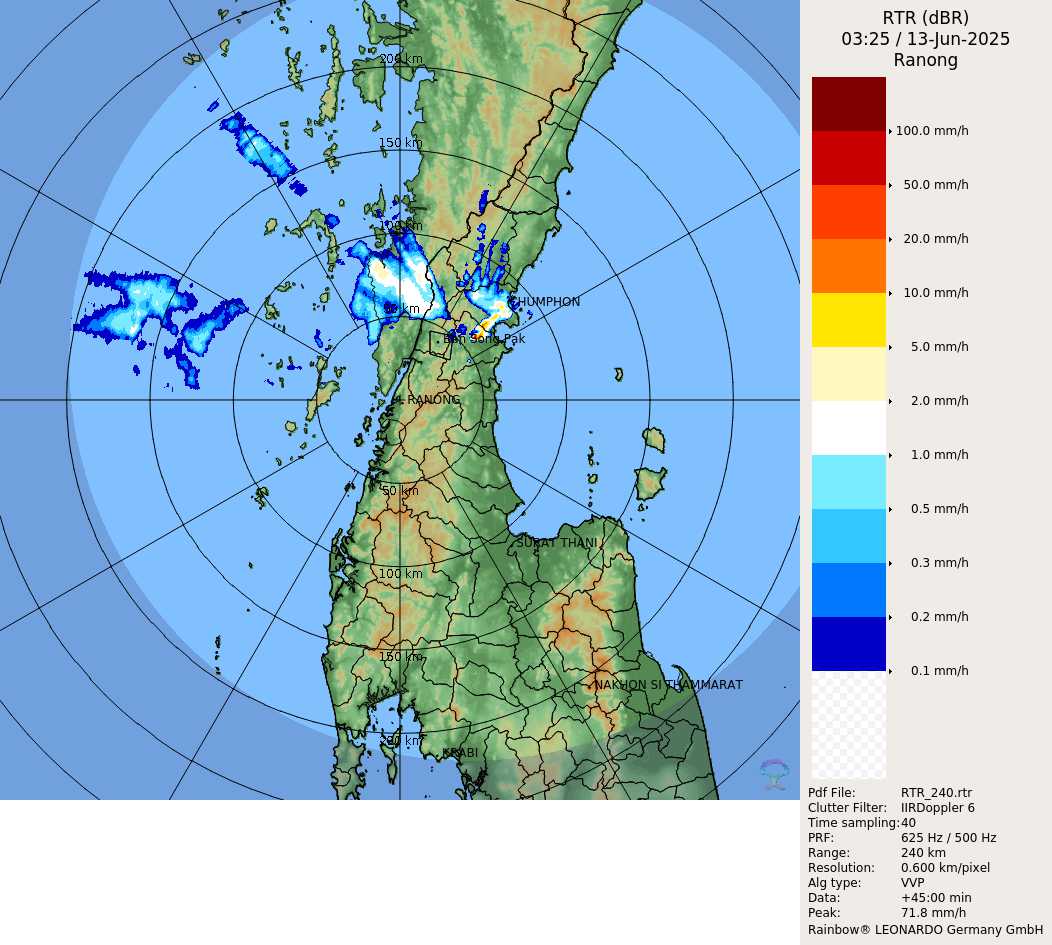 RTR (dBR)
03:25 / 13-Jun-2025
Ranong
200 km
150 km
100 km
50 km
CHUMPHON
Ban Song Pak
RANONG
50 km
SURAT THANI
100 km
150 km
NAKHON SI THAMMARAT
200 km
KRABI
100.0 mm/h
50.0 mm/h
20.0 mm/h
10.0 mm/h
5.0 mm/h
2.0 mm/h
1.0 mm/h
0.5 mm/h
0.3 mm/h
0.2 mm/h
0.1 mm/h
Pdf File: RTR_240.rtr
Clutter Filter: IIRDoppler 6
Time sampling: 40
PRF: 625 Hz / 500 Hz
Range: 240 km
Resolution: 0.600 km/pixel
Alg type: VVP
Data: +45:00 min
Peak: 71.8 mm/h
Rainbow® LEONARDO Germany GmbH